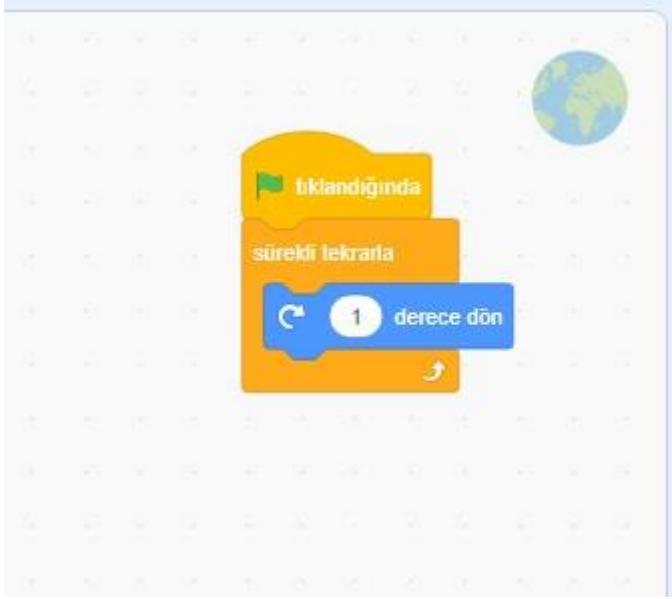 tıklandığında
sürekli tekrarla
1 derece dön